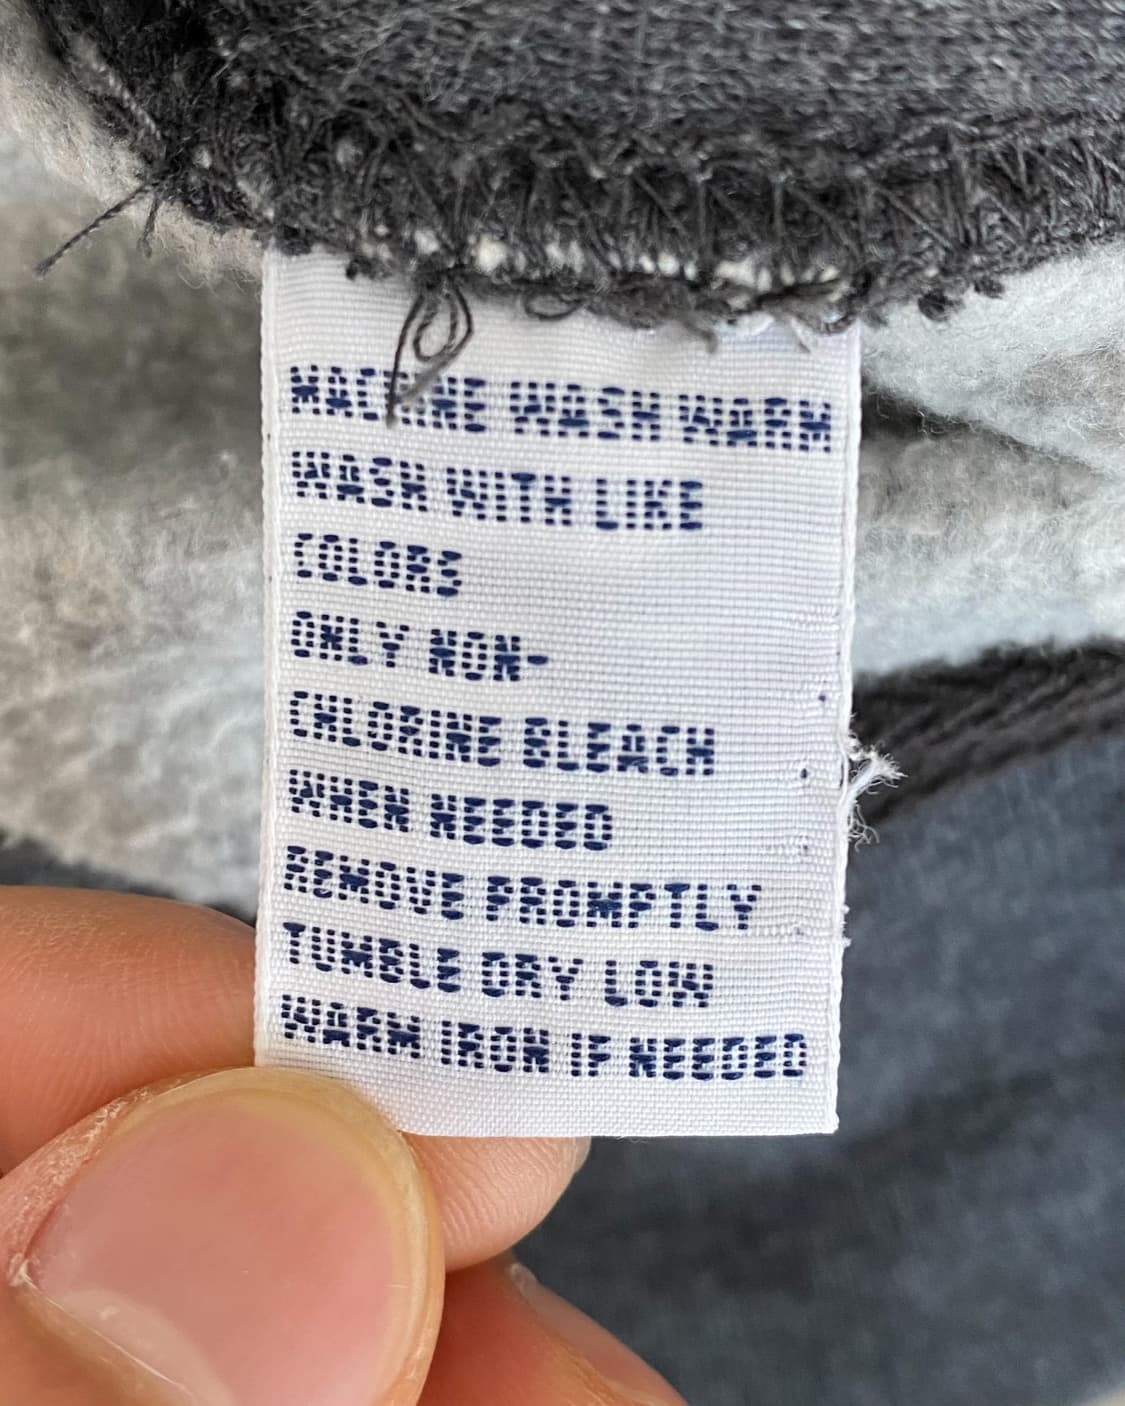 MACHINE WASH WARM
WASH WITH LIKE
COLORS
ONLY NON-
CHLORINE BLEACH
WHEN NEEDED
REMOVE PROMPTLY
TUMBLE DRY LOW
WARM IRON IF NEEDED